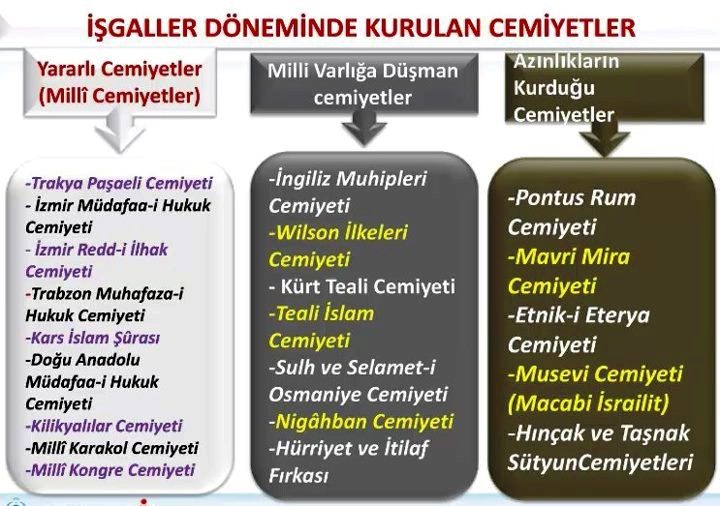 İŞGALLER DÖNEMİNDE KURULAN CEMİYETLER
Yararlı Cemiyetler
(Millî Cemiyetler)
-Trakya Paşaeli Cemiyeti
- İzmir Müdafaa-i Hukuk
Cemiyeti
- İzmir Redd-i İlhak
Cemiyeti
-Trabzon Muhafaza-i
Hukuk Cemiyeti
-Kars İslam Şûrası
-Doğu Anadolu
Müdafaa-i Hukuk
Cemiyeti
-Kilikyalılar Cemiyeti
-Millî Karakol Cemiyeti
-Millî Kongre Cemiyeti
Milli Varlığa Düşman
cemiyetler
-İngiliz Muhipleri
Cemiyeti
-Wilson İlkeleri
Cemiyeti
- Kürt Teali Cemiyeti
-Teali İslam
Cemiyeti
-Sulh ve Selamet-i
Osmaniye Cemiyeti
-Nigâhban Cemiyeti
-Hürriyet ve İtilaf
Fırkası
Azınlıkların
Kurduğu
Cemiyetler
-Pontus Rum
Cemiyeti
-Mavri Mira
Cemiyeti
-Etnik-i Eterya
Cemiyeti
-Musevi Cemiyeti
(Macabi İsrailit)
-Hınçak ve Taşnak
SütyunCemiyetleri